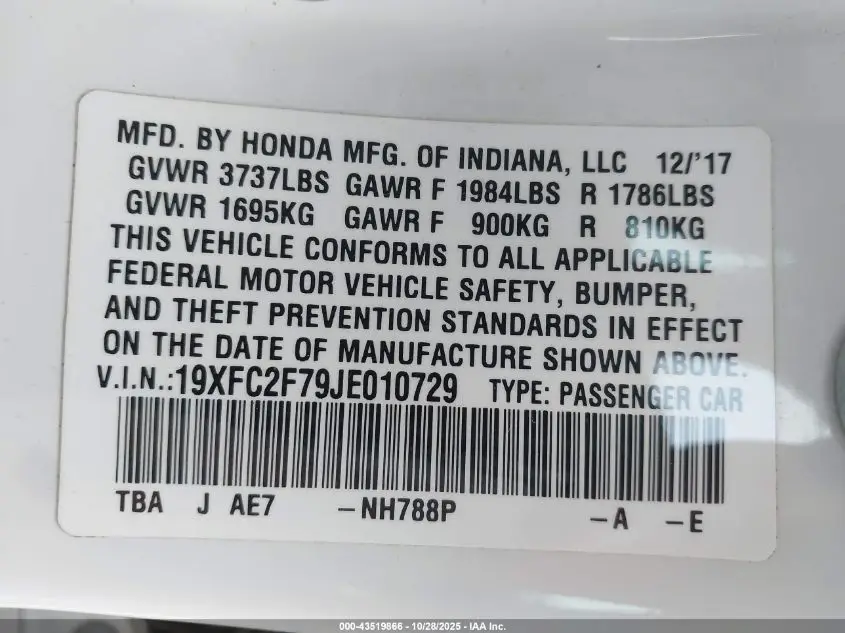 MFD. BY HONDA MFG. OF INDIANA, LLC 12/'17
GVWR 3737LBS GAWR F 1984LBS R 1786LBS
GVWR 1695KG GAWR F 900KG R 810KG
THIS VEHICLE CONFORMS TO ALL APPLICABLE
FEDERAL MOTOR VEHICLE SAFETY, BUMPER,
AND THEFT PREVENTION STANDARDS IN EFFECT
ON THE DATE OF MANUFACTURE SHOWN ABOVE.
V.I.N.:19XFC2F79JE010729 TYPE: PASSENGER CAR
TBA J AE7 –NH788P –A –E
000-43519866 - 10/28/2025 - IAA Inc.